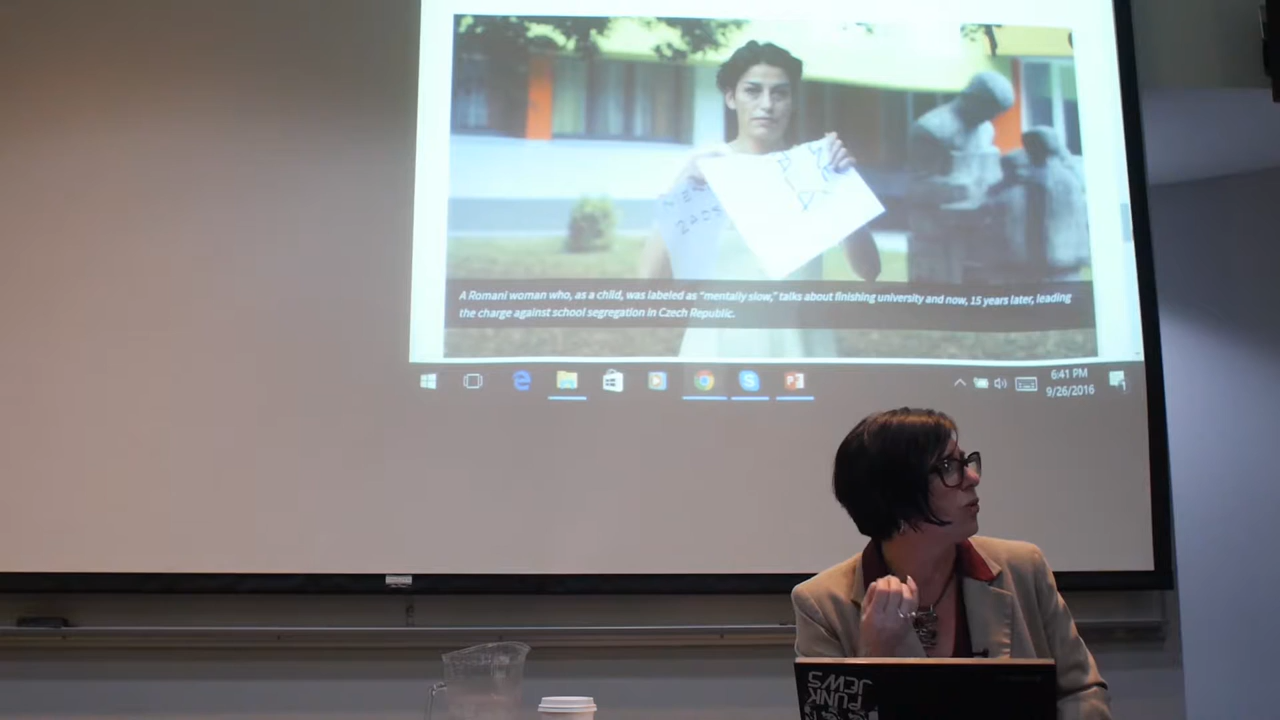 A Romani woman who, as a child, was labeled as “mentally slow,” talks about finishing university and now, 15 years later, leading
the charge against school segregation in Czech Republic.
6:41 PM
9/26/2016
PUNK
JEWS